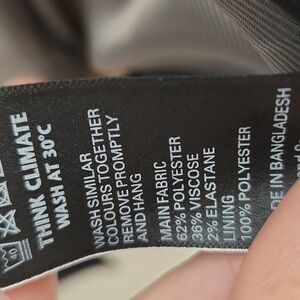 THINK CLIMATE
WASH AT 30°C
WASH SIMILAR
COLOURS TOGETHER
REMOVE PROMPTLY
AND HANG
MAIN FABRIC
62% POLYESTER
36% VISCOSE
2% ELASTANE
LINING
100% POLYESTER
IN BANGLADESH